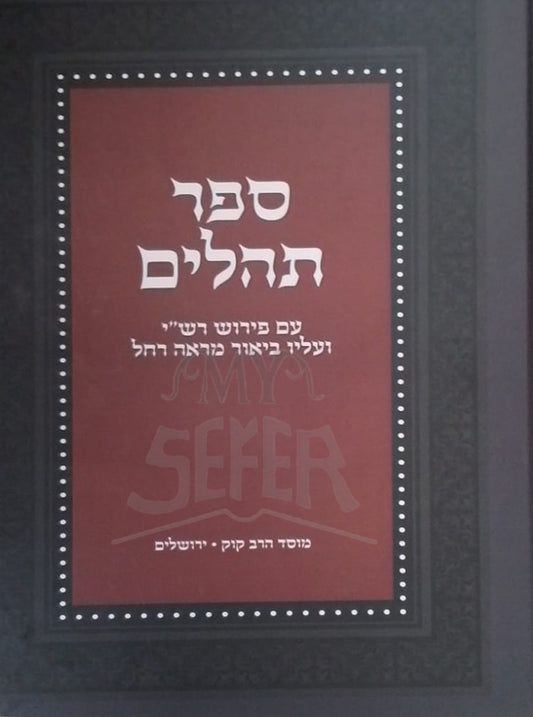 ספר
תהלים
עם פירוש רש"י
ועליו ביאור מראה רחל
MY
SEFER
מוסד הרב קוק • ירושלים